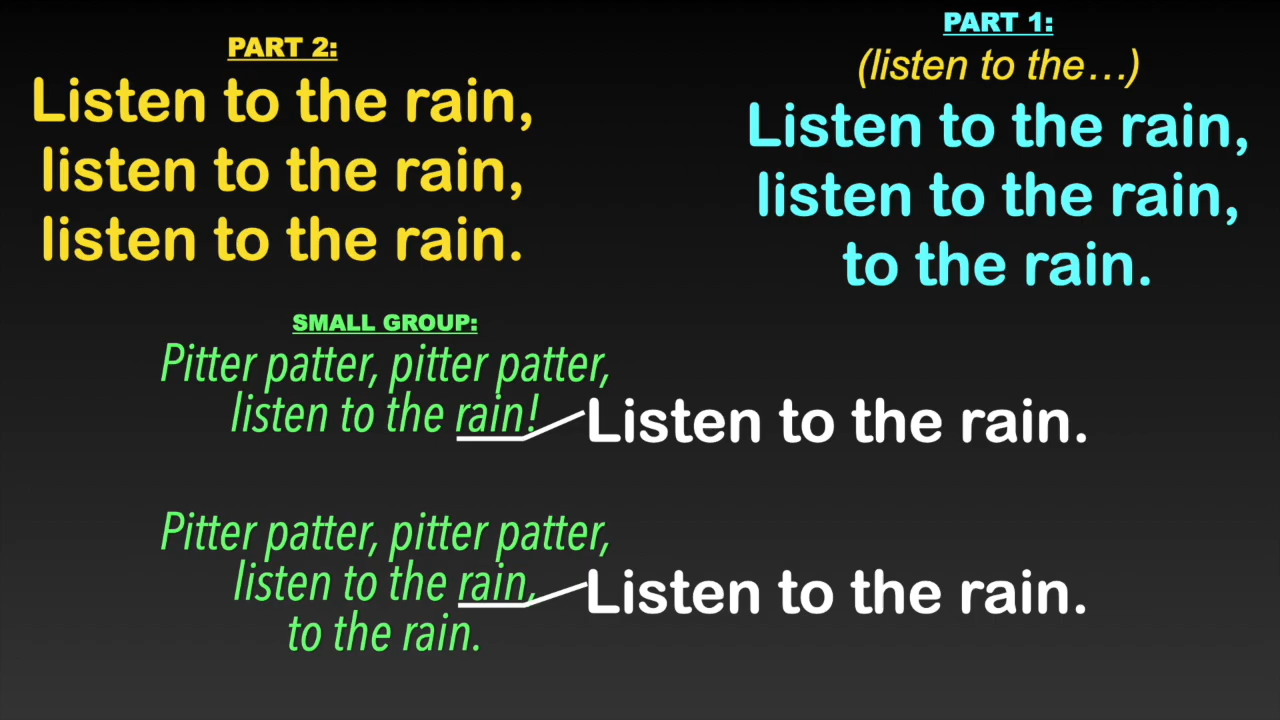 PART 2:
Listen to the rain,
listen to the rain,
listen to the rain.
PART 1:
(listen to the…)
Listen to the rain,
listen to the rain,
to the rain.
SMALL GROUP:
Pitter patter, pitter patter,
listen to the rain!
Listen to the rain.
Pitter patter, pitter patter,
listen to the rain,
to the rain.
Listen to the rain.